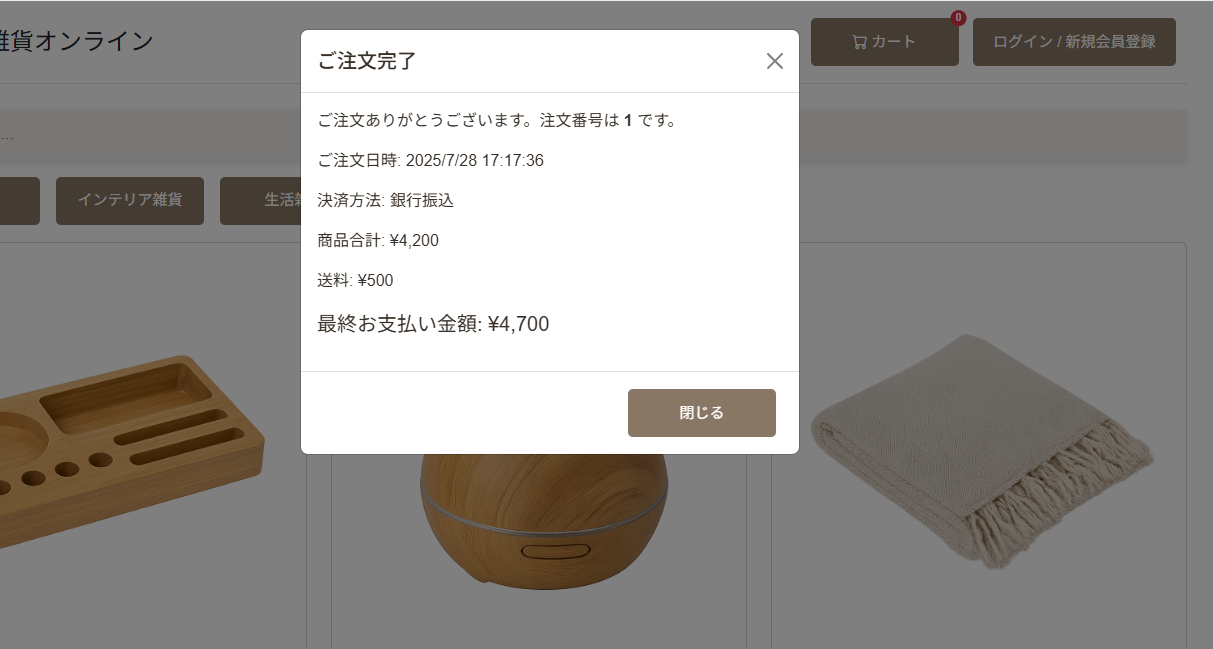 雑貨オンライン
カート
0
ログイン / 新規会員登録
...
インテリア雑貨
生活雑
ご注文完了
ご注文ありがとうございます。注文番号は 1 です。
ご注文日時: 2025/7/28 17:17:36
決済方法: 銀行振込
商品合計: ¥4,200
送料: ¥500
最終お支払い金額: ¥4,700
閉じる